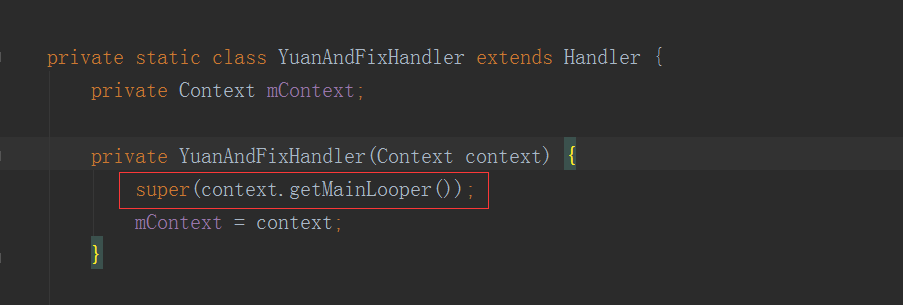 private static class YuanAndFixHandler extends Handler {
private Context mContext;
private YuanAndFixHandler(Context context) {
super(context.getMainLooper());
mContext = context;
}